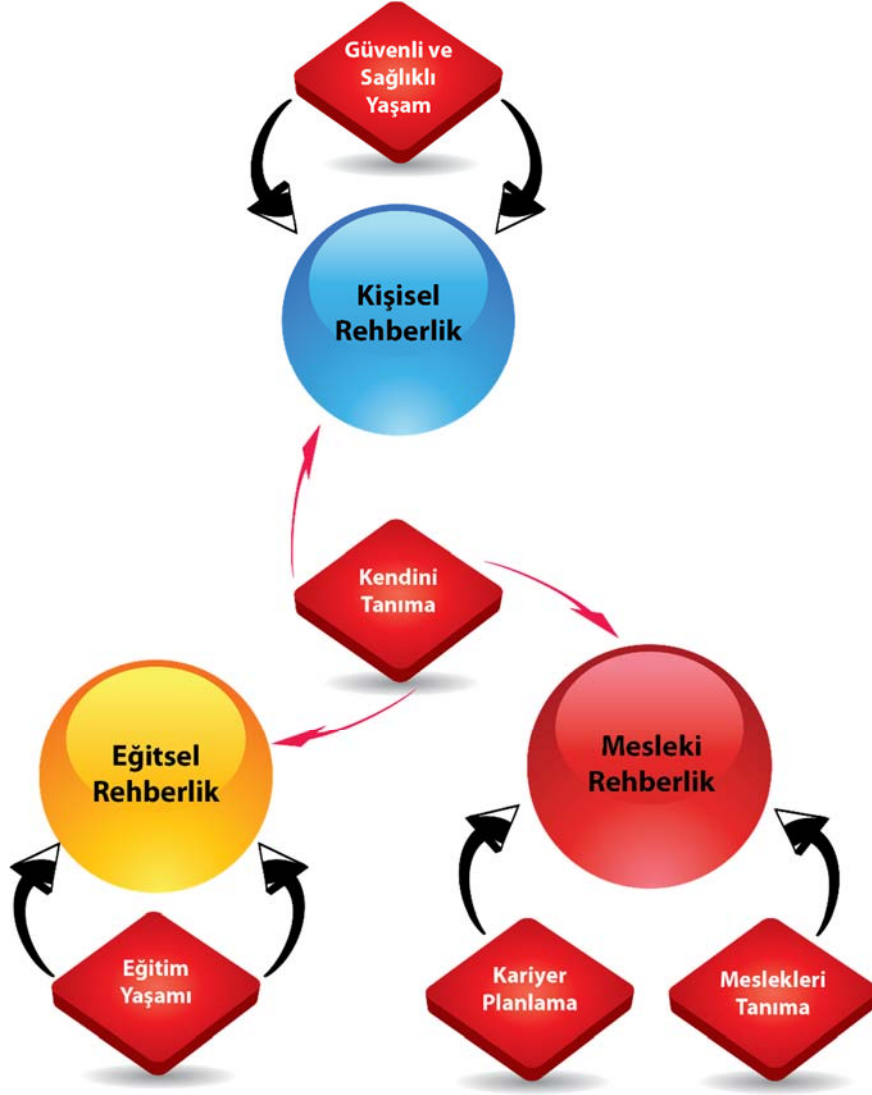 Güvenli ve
Sağlıklı
Yaşam
Kişisel
Rehberlik
Kendini
Tanıma
Eğitsel
Rehberlik
Mesleki
Rehberlik
Eğitim
Yaşamı
Kariyer
Planlama
Meslekleri
Tanıma